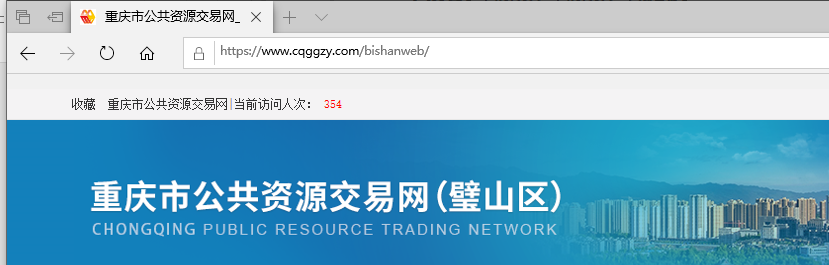 重庆市公共资源交易网_
https://www.cqggzy.com/bishanweb/
收藏 重庆市公共资源交易网|当前访问人次： 354
重庆市公共资源交易网(璧山区)
CHONGQING PUBLIC RESOURCE TRADING NETWORK